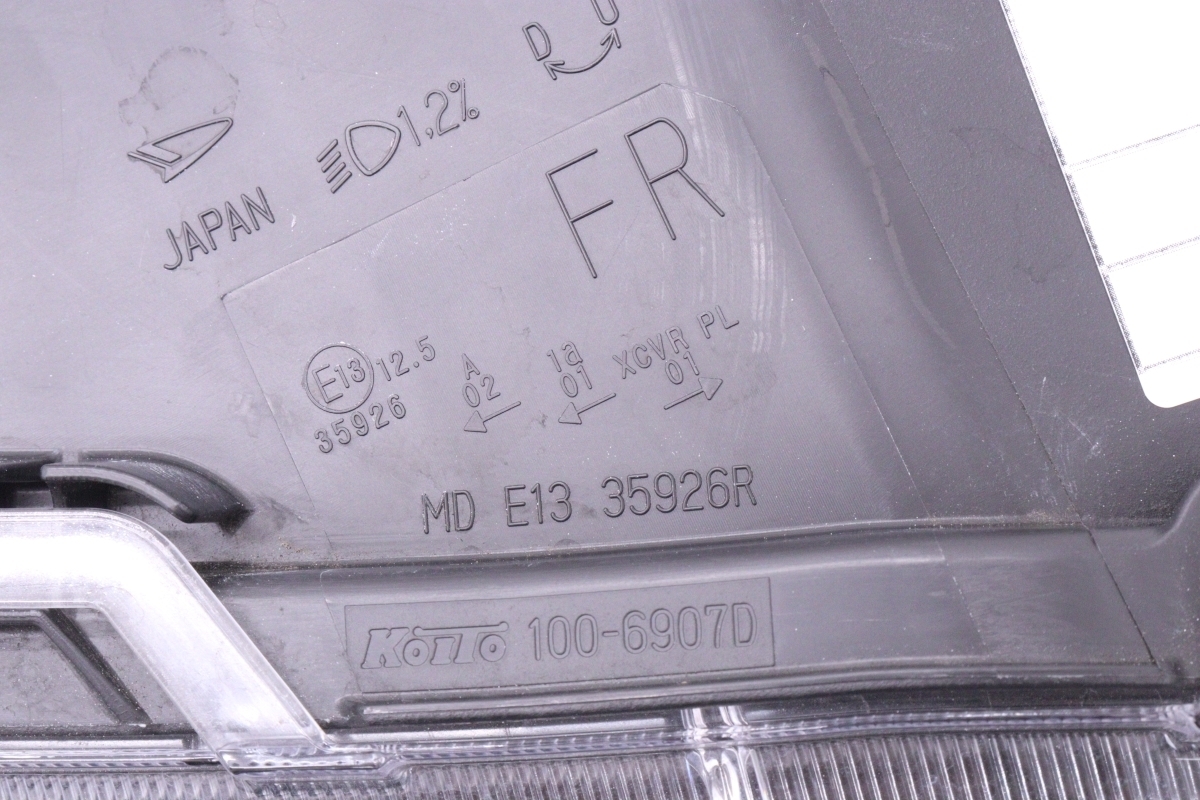 D U
1,2%
JAPAN
FR
E13 12.5 A 1a XCVR PL
35926 02 01 01
MD E13 35926R
KOITO 100-6907D